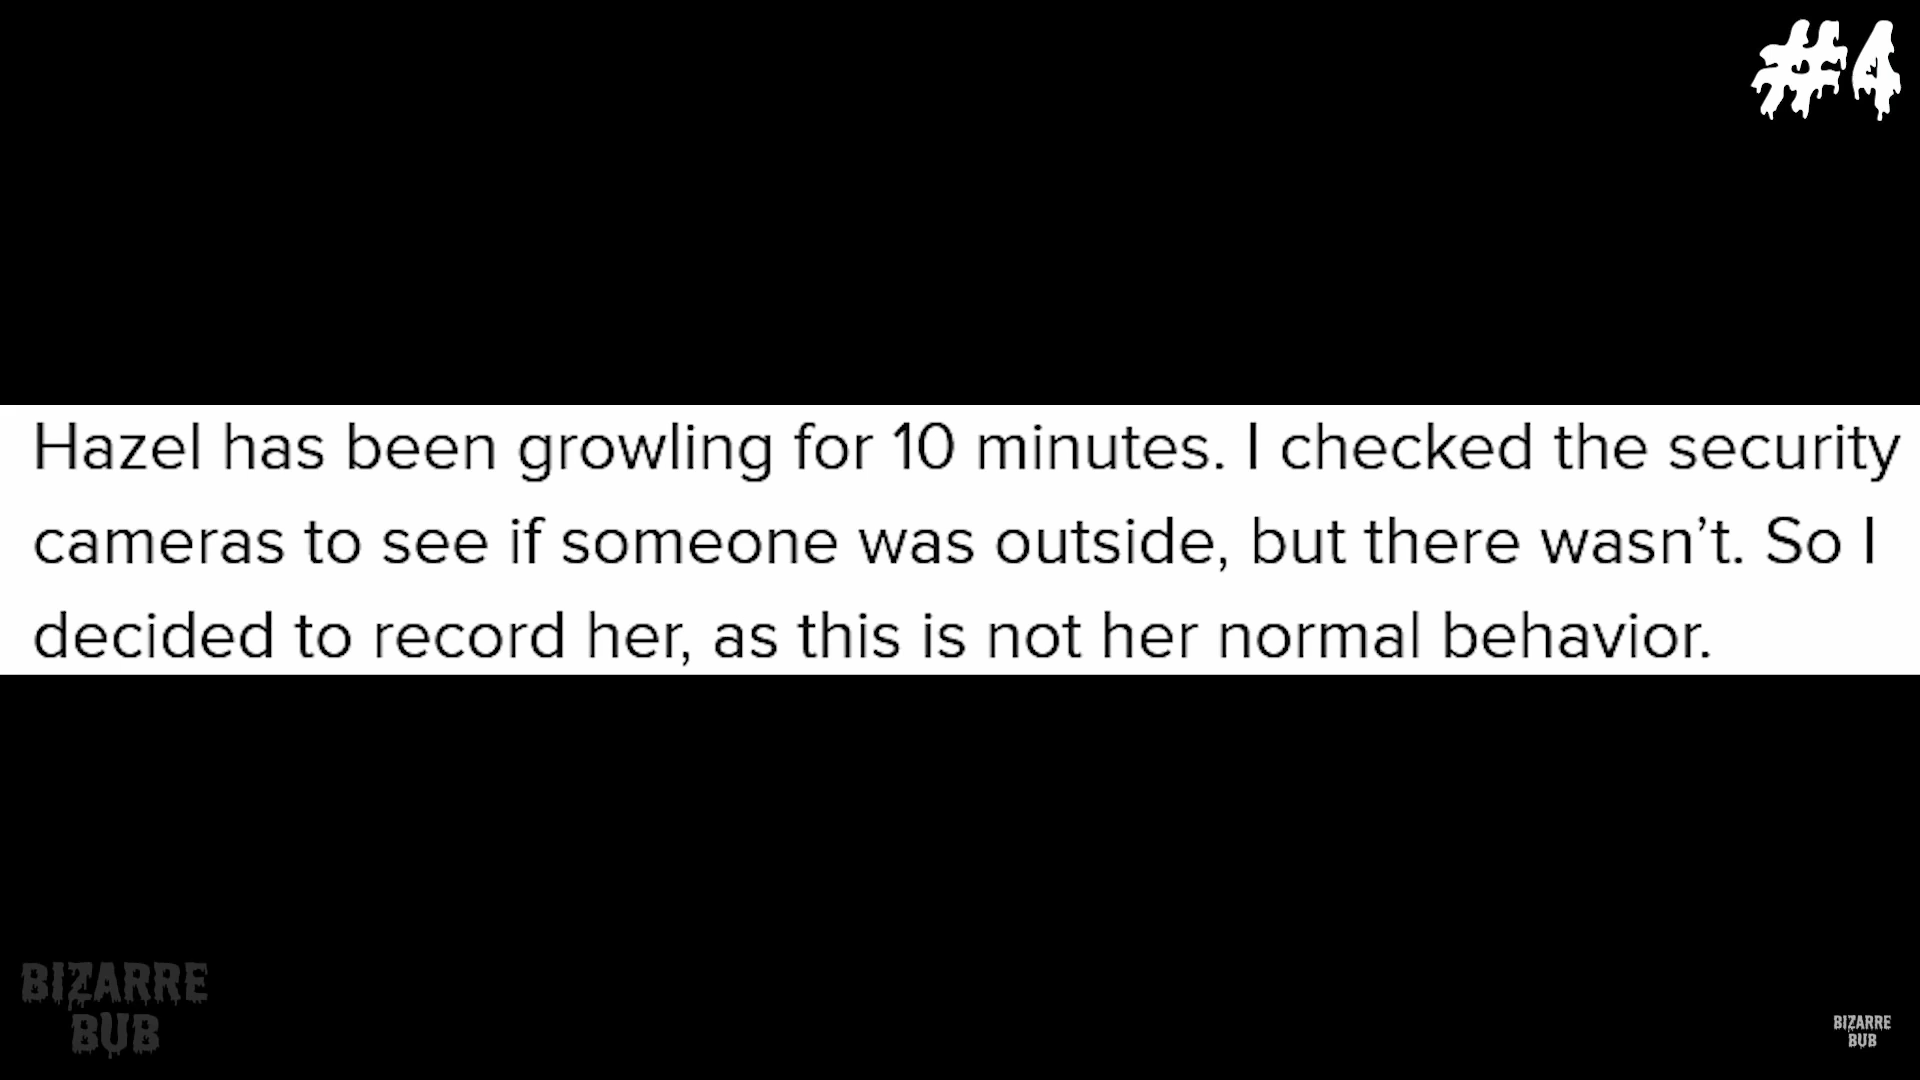 #4
Hazel has been growling for 10 minutes. I checked the security
cameras to see if someone was outside, but there wasn’t. So I
decided to record her, as this is not her normal behavior.
BIZARRE
BUB
BIZARRE
BUB